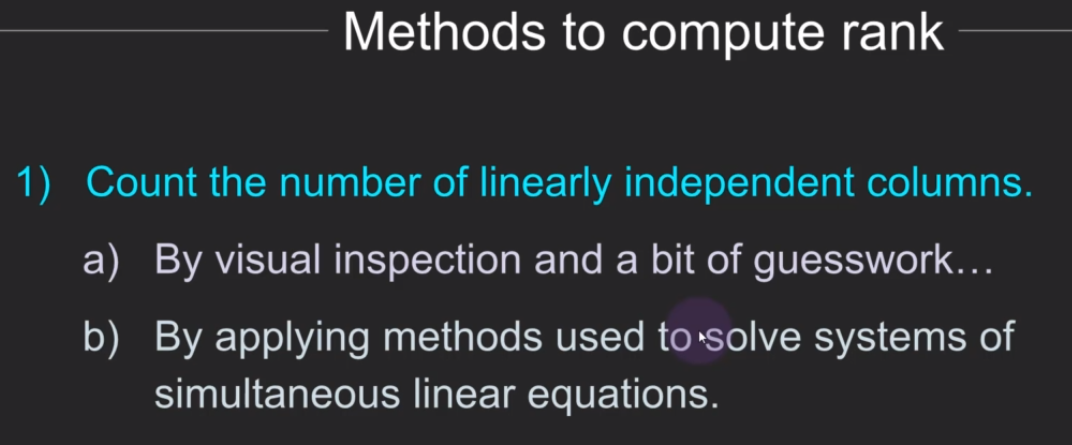 Methods to compute rank
1) Count the number of linearly independent columns.
a) By visual inspection and a bit of guesswork…
b) By applying methods used to solve systems of
simultaneous linear equations.